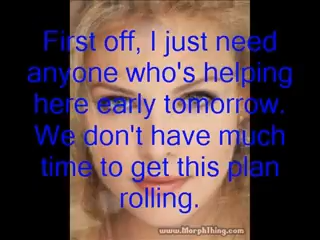 First off, I just need
anyone who's helping
here early tomorrow.
We don't have much
time to get this plan
rolling.
www.MorphThing.com